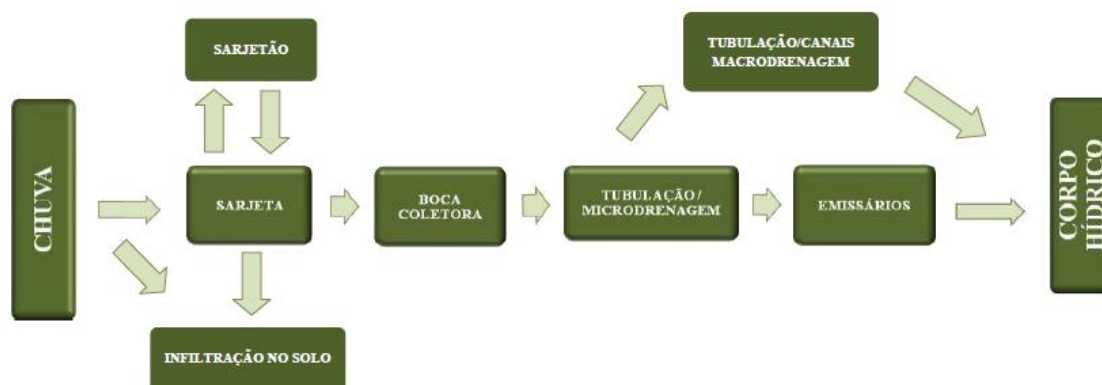 SARJETÃO
TUBULAÇÃO/CANAIS
MACRODRENAGEM
CHUVA
SARJETA
BOCA
COLETORA
TUBULAÇÃO /
MICRODRENAGEM
EMISSÁRIOS
CORPO
HÍDRICO
INFILTRAÇÃO NO SOLO